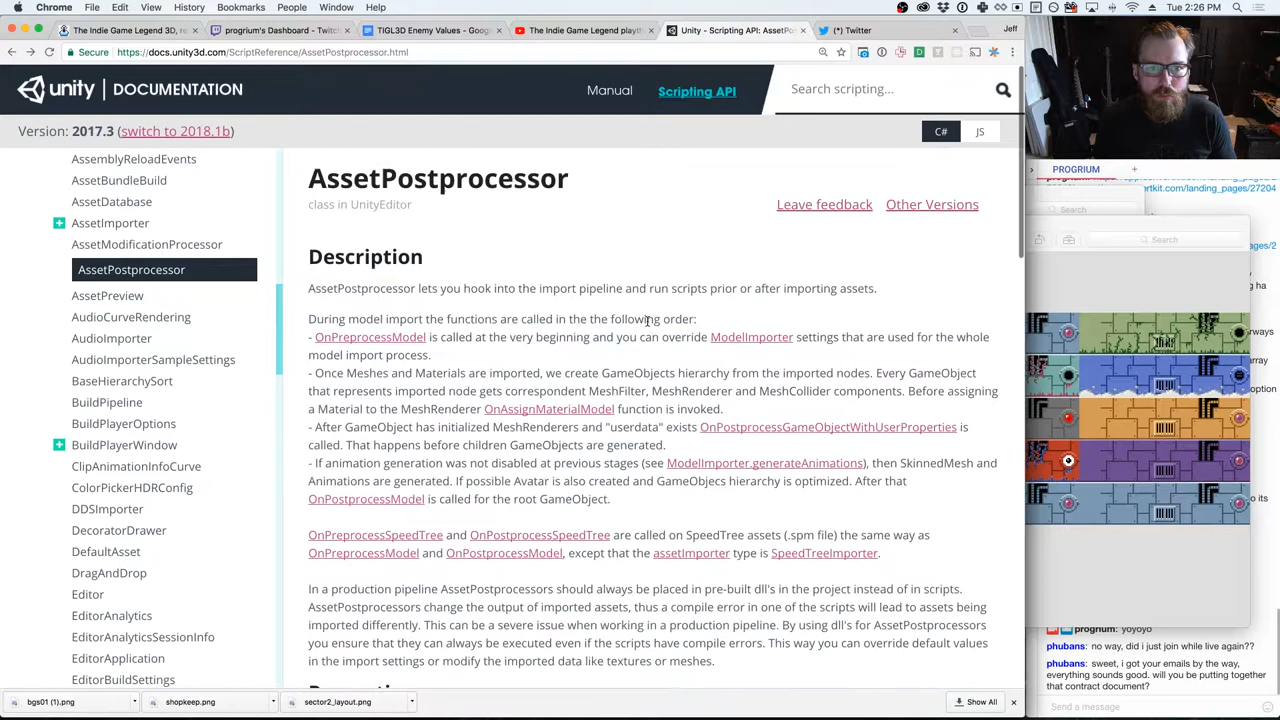 Chrome File Edit View History Bookmarks People Window Help
Tue 2:26 PM
The Indie Game Legend 3D, re
progrium's Dashboard - Twitch
TIGL3D Enemy Values - Goog
The Indie Game Legend playth
Unity - Scripting API: AssetPo
(*) Twitter
Jeff
Secure https://docs.unity3d.com/ScriptReference/AssetPostprocessor.html
unity | DOCUMENTATION
Manual
Scripting API
Search scripting...
Version: 2017.3 (switch to 2018.1b)
C#
JS
AssemblyReloadEvents
AssetBundleBuild
AssetDatabase
AssetImporter
AssetModificationProcessor
AssetPostprocessor
AssetPreview
AudioCurveRendering
AudioImporter
AudioImporterSampleSettings
BaseHierarchySort
BuildPipeline
BuildPlayerOptions
BuildPlayerWindow
ClipAnimationInfoCurve
ColorPickerHDRConfig
DDSImporter
DecoratorDrawer
DefaultAsset
DragAndDrop
Editor
EditorAnalytics
EditorAnalyticsSessionInfo
EditorApplication
EditorBuildSettings
AssetPostprocessor
class in UnityEditor
Leave feedback
Other Versions
Description
AssetPostprocessor lets you hook into the import pipeline and run scripts prior or after importing assets.
During model import the functions are called in the the following order:
- OnPreprocessModel is called at the very beginning and you can override ModelImporter settings that are used for the whole
model import process.
- Once Meshes and Materials are imported, we create GameObjects hierarchy from the imported nodes. Every GameObject
that represents imported node gets correspondent MeshFilter, MeshRenderer and MeshCollider components. Before assigning
a Material to the MeshRenderer OnAssignMaterialModel function is invoked.
- After GameObject has initialized MeshRenderers and "userdata" exists OnPostprocessGameObjectWithUserProperties is
called. That happens before children GameObjects are generated.
- If animation generation was not disabled at previous stages (see ModelImporter.generateAnimations), then SkinnedMesh and
Animations are generated. If possible Avatar is also created and GameObjecs hierarchy is optimized. After that
OnPostprocessModel is called for the root GameObject.
OnPreprocessSpeedTree and OnPostprocessSpeedTree are called on SpeedTree assets (.spm file) the same way as
OnPreprocessModel and OnPostprocessModel, except that the assetImporter type is SpeedTreeImporter.
In a production pipeline AssetPostprocessors should always be placed in pre-built dll's in the project instead of in scripts.
AssetPostprocessors change the output of imported assets, thus a compile error in one of the scripts will lead to assets being
imported differently. This can be a severe issue when working in a production pipeline. By using dll's for AssetPostprocessors
you ensure that they can always be executed even if the scripts have compile errors. This way you can override default values
in the import settings or modify the imported data like textures or meshes.
bgs01 (1).png
shopkeep.png
sector2_layout.png
Show All
PROGRIUM
rtkit.com/landing_pages/27204
Search
Search
progrium: yoyoyo
phubans: no way, did i just join while live again??
phubans: sweet, i got your emails by the way,
everything sounds good. will you be putting together
that contract document?
Send a message